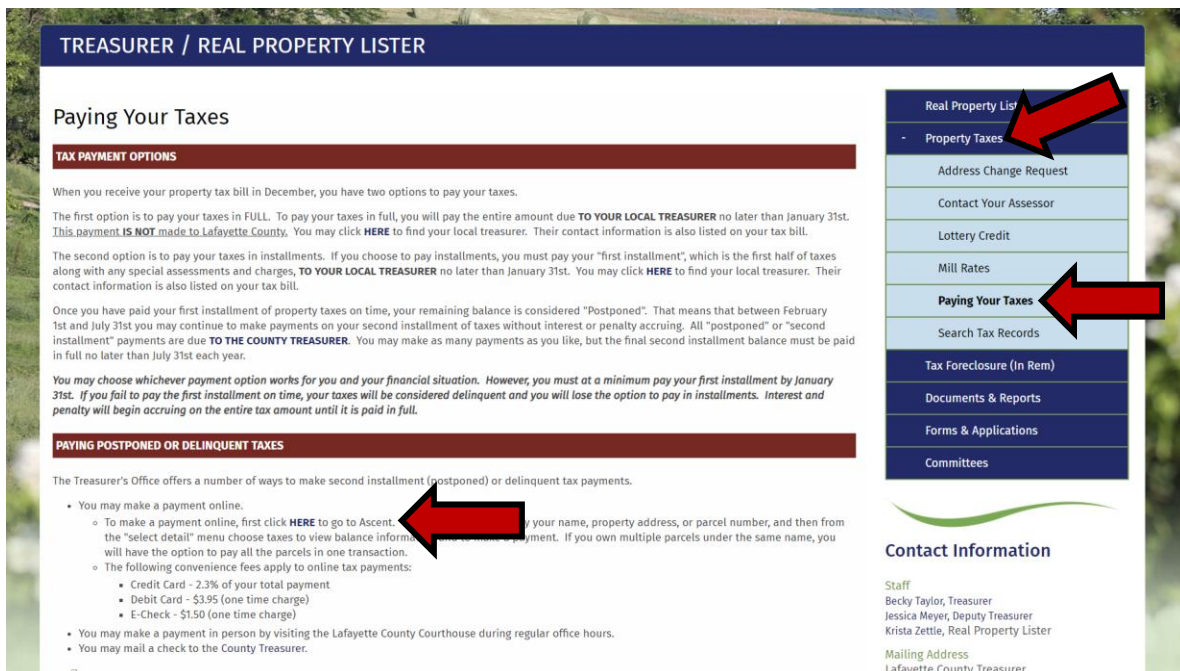 TREASURER / REAL PROPERTY LISTER
Paying Your Taxes
TAX PAYMENT OPTIONS
When you receive your property tax bill in December, you have two options to pay your taxes.
The first option is to pay your taxes in FULL. To pay your taxes in full, you will pay the entire amount due TO YOUR LOCAL TREASURER no later than January 31st.
This payment IS NOT made to Lafayette County. You may click HERE to find your local treasurer. Their contact information is also listed on your tax bill.
The second option is to pay your taxes in installments. If you choose to pay installments, you must pay your "first installment", which is the first half of taxes
along with any special assessments and charges, TO YOUR LOCAL TREASURER no later than January 31st. You may click HERE to find your local treasurer. Their
contact information is also listed on your tax bill.
Once you have paid your first installment of property taxes on time, your remaining balance is considered "Postponed". That means that between February
1st and July 31st you may continue to make payments on your second installment of taxes without interest or penalty accruing. All "postponed" or "second
installment" payments are due TO THE COUNTY TREASURER. You may make as many payments as you like, but the final second installment balance must be paid
in full no later than July 31st each year.
You may choose whichever payment option works for you and your financial situation. However, you must at a minimum pay your first installment by January
31st. If you fail to pay the first installment on time, your taxes will be considered delinquent and you will lose the option to pay in installments. Interest and
penalty will begin accruing on the entire tax amount until it is paid in full.
PAYING POSTPONED OR DELINQUENT TAXES
The Treasurer's Office offers a number of ways to make second installment (postponed) or delinquent tax payments.
• You may make a payment online.
To make a payment online, first click HERE to go to Ascent. your name, property address, or parcel number, and then from
the "select detail" menu choose taxes to view balance payment. If you own multiple parcels under the same name, you
will have the option to pay all the parcels in one transaction.
The following convenience fees apply to online tax payments:
Credit Card - 2.3% of your total payment
Debit Card - $3.95 (one time charge)
E-Check - $1.50 (one time charge)
• You may make a payment in person by visiting the Lafayette County Courthouse during regular office hours.
• You may mail a check to the County Treasurer.
Real Property
- Property Taxes
Address Change Request
Contact Your Assessor
Lottery Credit
Mill Rates
Paying Your Taxes
Search Tax Records
Tax Foreclosure (In Rem)
Documents & Reports
Forms & Applications
Committees
Contact Information
Staff
Becky Taylor, Treasurer
Jessica Meyer, Deputy Treasurer
Krista Zettle, Real Property Lister
Mailing Address
Lafayette County Treasurer